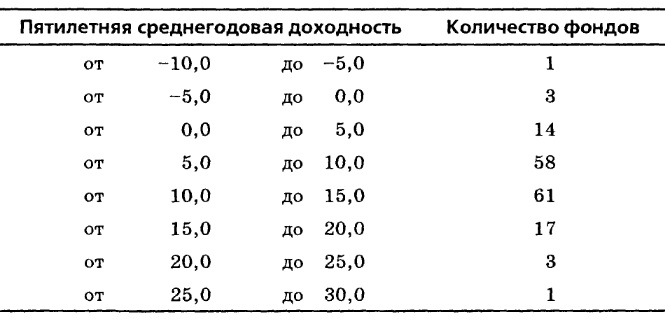 Пятилетняя среднегодовая доходность Количество фондов
от −10,0 до −5,0 1
от −5,0 до 0,0 3
от 0,0 до 5,0 14
от 5,0 до 10,0 58
от 10,0 до 15,0 61
от 15,0 до 20,0 17
от 20,0 до 25,0 3
от 25,0 до 30,0 1